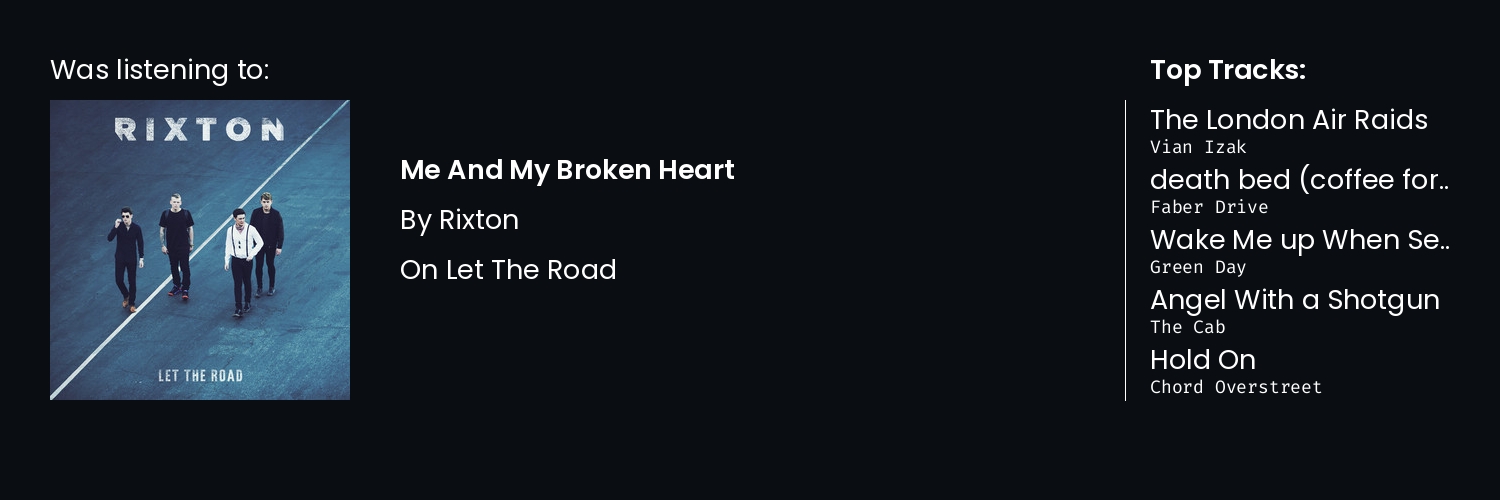 Was listening to:
RIXTON
LET THE ROAD
Me And My Broken Heart
By Rixton
On Let The Road
Top Tracks:
The London Air Raids
Vian Izak
death bed (coffee for..
Faber Drive
Wake Me up When Se..
Green Day
Angel With a Shotgun
The Cab
Hold On
Chord Overstreet